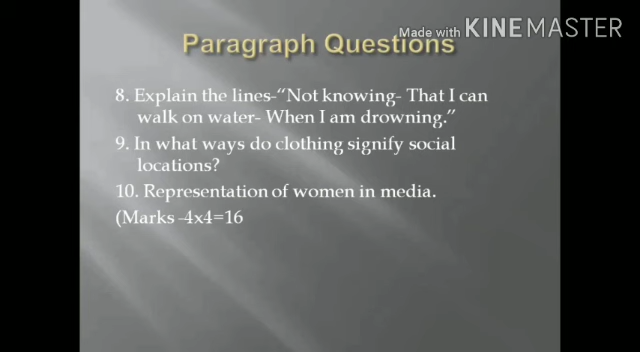 Made with KINEMASTER
Paragraph Questions
8. Explain the lines-“Not knowing- That I can
walk on water- When I am drowning.”
9. In what ways do clothing signify social
locations?
10. Representation of women in media.
(Marks -4x4=16